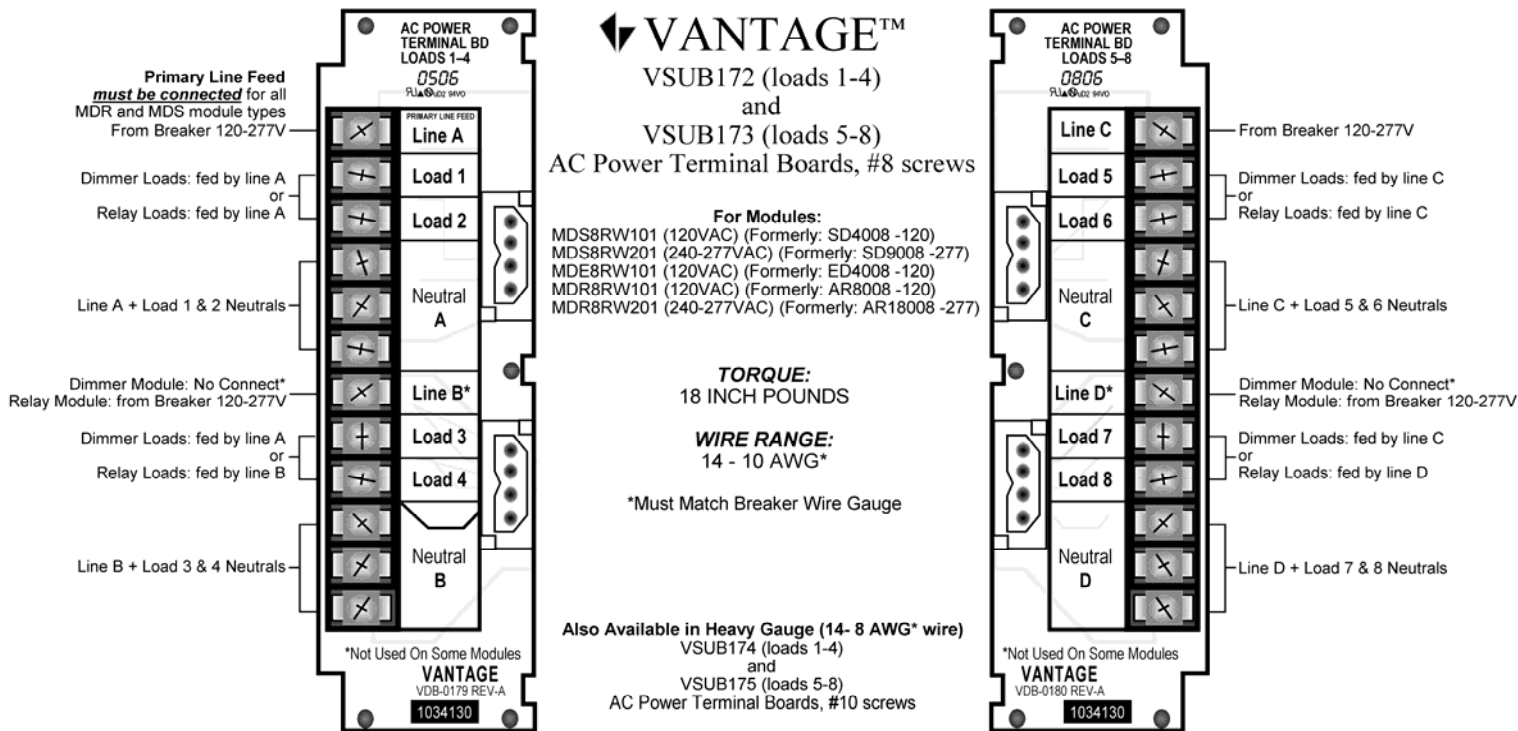 AC POWER
TERMINAL BD
LOADS 1–4
0506
94VO
Primary Line Feed
must be connected for all
MDR and MDS module types
From Breaker 120-277V
Dimmer Loads: fed by line A
or
Relay Loads: fed by line A
Line A + Load 1 & 2 Neutrals
Dimmer Module: No Connect*
Relay Module: from Breaker 120-277V
Dimmer Loads: fed by line A
or
Relay Loads: fed by line B
Line B + Load 3 & 4 Neutrals
PRIMARY LINE FEED
Line A
Load 1
Load 2
Neutral
A
Line B*
Load 3
Load 4
Neutral
B
*Not Used On Some Modules
VANTAGE
VDB-0179 REV-A
1034130
VANTAGE™
VSUB172 (loads 1-4)
and
VSUB173 (loads 5-8)
AC Power Terminal Boards, #8 screws
For Modules:
MDS8RW101 (120VAC) (Formerly: SD4008 -120)
MDS8RW201 (240-277VAC) (Formerly: SD9008 -277)
MDE8RW101 (120VAC) (Formerly: ED4008 -120)
MDR8RW101 (120VAC) (Formerly: AR8008 -120)
MDR8RW201 (240-277VAC) (Formerly: AR18008 -277)
TORQUE:
18 INCH POUNDS
WIRE RANGE:
14 - 10 AWG*
*Must Match Breaker Wire Gauge
Also Available in Heavy Gauge (14- 8 AWG* wire)
VSUB174 (loads 1-4)
and
VSUB175 (loads 5-8)
AC Power Terminal Boards, #10 screws
AC POWER
TERMINAL BD
LOADS 5–8
0806
94VO
Line C
Load 5
Load 6
Neutral
C
Line D*
Load 7
Load 8
Neutral
D
*Not Used On Some Modules
VANTAGE
VDB-0180 REV-A
1034130
From Breaker 120-277V
Dimmer Loads: fed by line C
or
Relay Loads: fed by line C
Line C + Load 5 & 6 Neutrals
Dimmer Module: No Connect*
Relay Module: from Breaker 120-277V
Dimmer Loads: fed by line C
or
Relay Loads: fed by line D
Line D + Load 7 & 8 Neutrals